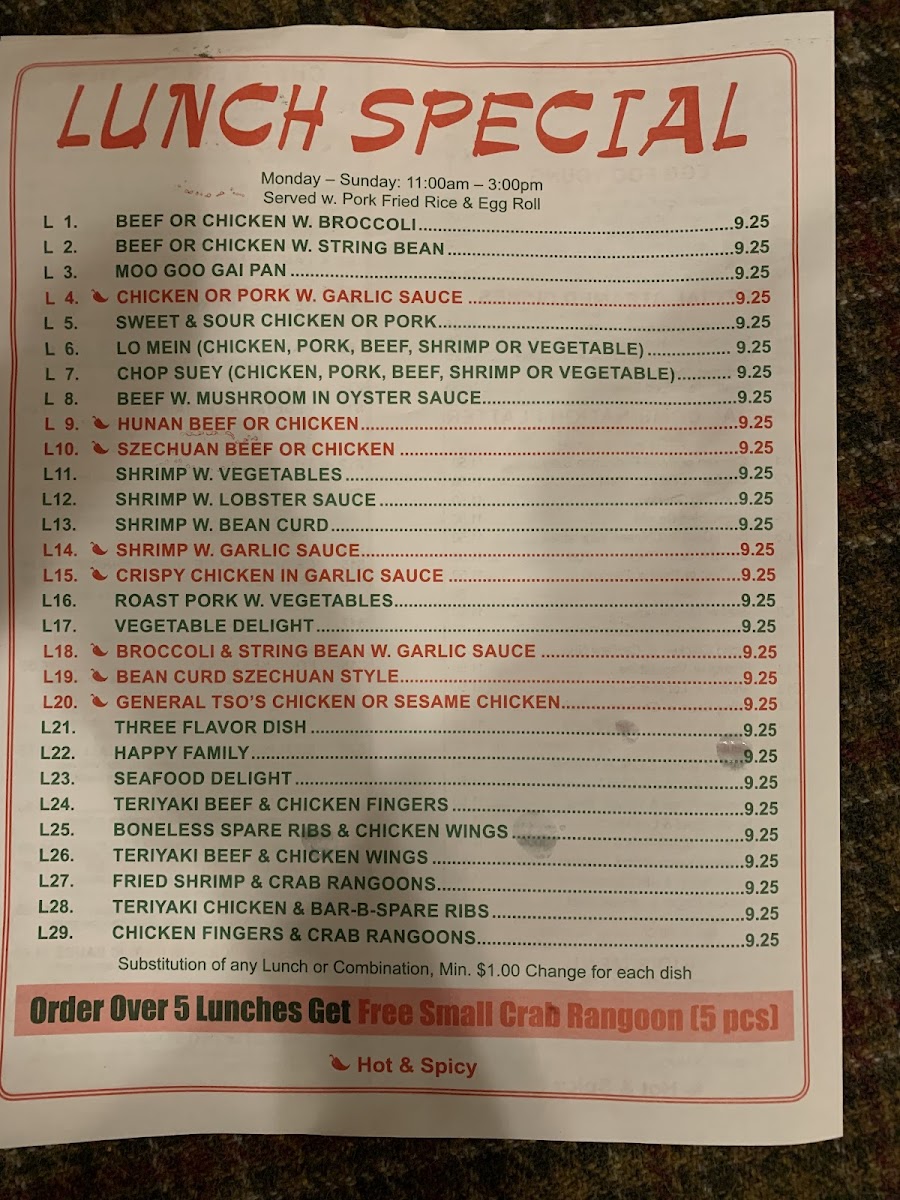 LUNCH SPECIAL
Monday – Sunday: 11:00am – 3:00pm
Served w. Pork Fried Rice & Egg Roll
L 1. BEEF OR CHICKEN W. BROCCOLI 9.25
L 2. BEEF OR CHICKEN W. STRING BEAN 9.25
L 3. MOO GOO GAI PAN 9.25
L 4. CHICKEN OR PORK W. GARLIC SAUCE 9.25
L 5. SWEET & SOUR CHICKEN OR PORK 9.25
L 6. LO MEIN (CHICKEN, PORK, BEEF, SHRIMP OR VEGETABLE) 9.25
L 7. CHOP SUEY (CHICKEN, PORK, BEEF, SHRIMP OR VEGETABLE) 9.25
L 8. BEEF W. MUSHROOM IN OYSTER SAUCE 9.25
L 9. HUNAN BEEF OR CHICKEN 9.25
L10. SZECHUAN BEEF OR CHICKEN 9.25
L11. SHRIMP W. VEGETABLES 9.25
L12. SHRIMP W. LOBSTER SAUCE 9.25
L13. SHRIMP W. BEAN CURD 9.25
L14. SHRIMP W. GARLIC SAUCE 9.25
L15. CRISPY CHICKEN IN GARLIC SAUCE 9.25
L16. ROAST PORK W. VEGETABLES 9.25
L17. VEGETABLE DELIGHT 9.25
L18. BROCCOLI & STRING BEAN W. GARLIC SAUCE 9.25
L19. BEAN CURD SZECHUAN STYLE 9.25
L20. GENERAL TSO'S CHICKEN OR SESAME CHICKEN 9.25
L21. THREE FLAVOR DISH 9.25
L22. HAPPY FAMILY 9.25
L23. SEAFOOD DELIGHT 9.25
L24. TERIYAKI BEEF & CHICKEN FINGERS 9.25
L25. BONELESS SPARE RIBS & CHICKEN WINGS 9.25
L26. TERIYAKI BEEF & CHICKEN WINGS 9.25
L27. FRIED SHRIMP & CRAB RANGOONS 9.25
L28. TERIYAKI CHICKEN & BAR-B-SPARE RIBS 9.25
L29. CHICKEN FINGERS & CRAB RANGOONS 9.25
Substitution of any Lunch or Combination, Min. $1.00 Change for each dish
Order Over 5 Lunches Get Free Small Crab Rangoon (5 pcs)
Hot & Spicy